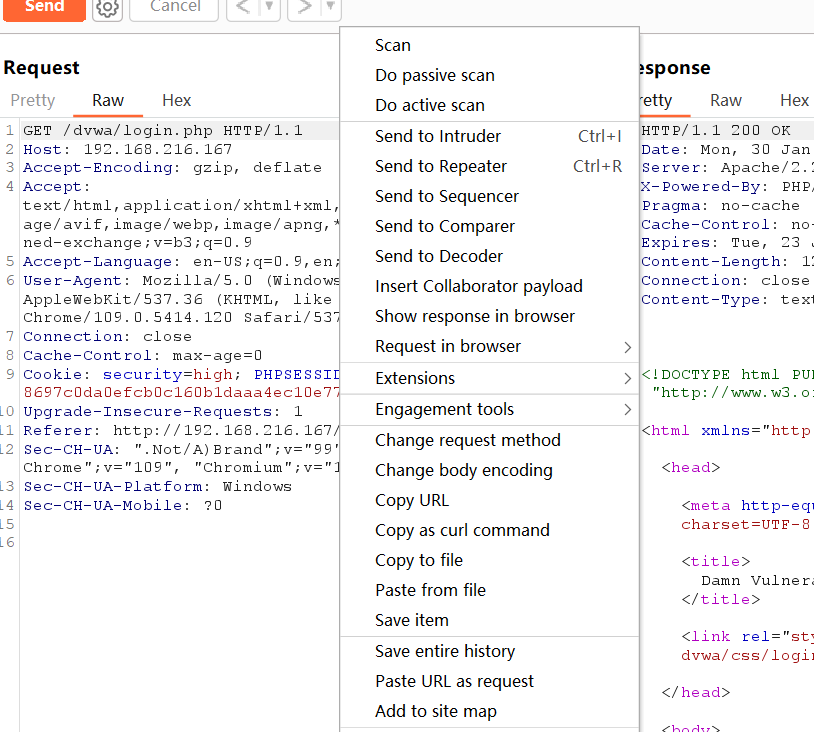 Send
Cancel
<
>
Request
Pretty
Raw
Hex
1 GET /dvwa/login.php HTTP/1.1
2 Host: 192.168.216.167
3 Accept-Encoding: gzip, deflate
4 Accept:
text/html,application/xhtml+xml,
age/avif,image/webp,image/apng,*
ned-exchange;v=b3;q=0.9
5 Accept-Language: en-US;q=0.9,en;
6 User-Agent: Mozilla/5.0 (Windows
AppleWebKit/537.36 (KHTML, like
Chrome/109.0.5414.120 Safari/537
7 Connection: close
8 Cache-Control: max-age=0
9 Cookie: security=high; PHPSESSID
8697c0da0efcb0c160b1daaa4ec10e77
10 Upgrade-Insecure-Requests: 1
11 Referer: http://192.168.216.167/
12 Sec-CH-UA: ".Not/A)Brand";v="99"
Chrome";v="109", "Chromium";v="1
13 Sec-CH-UA-Platform: Windows
14 Sec-CH-UA-Mobile: ?0
15
16
Scan
Do passive scan
Do active scan
Send to Intruder Ctrl+I
Send to Repeater Ctrl+R
Send to Sequencer
Send to Comparer
Send to Decoder
Insert Collaborator payload
Show response in browser
Request in browser
Extensions
Engagement tools
Change request method
Change body encoding
Copy URL
Copy as curl command
Copy to file
Paste from file
Save item
Save entire history
Paste URL as request
Add to site map
esponse
retty
Raw
Hex
HTTP/1.1 200 OK
Date: Mon, 30 Jan
Server: Apache/2.2
X-Powered-By: PHP/
Pragma: no-cache
Cache-Control: no-
Expires: Tue, 23 J
Content-Length: 12
Connection: close
Content-Type: text
<!DOCTYPE html PUB
"http://www.w3.or
<html xmlns="http
<head>
<meta http-equ
charset=UTF-8
<title>
Damn Vulnera
</title>
<link rel="sty
dvwa/css/login
</head>
<body>